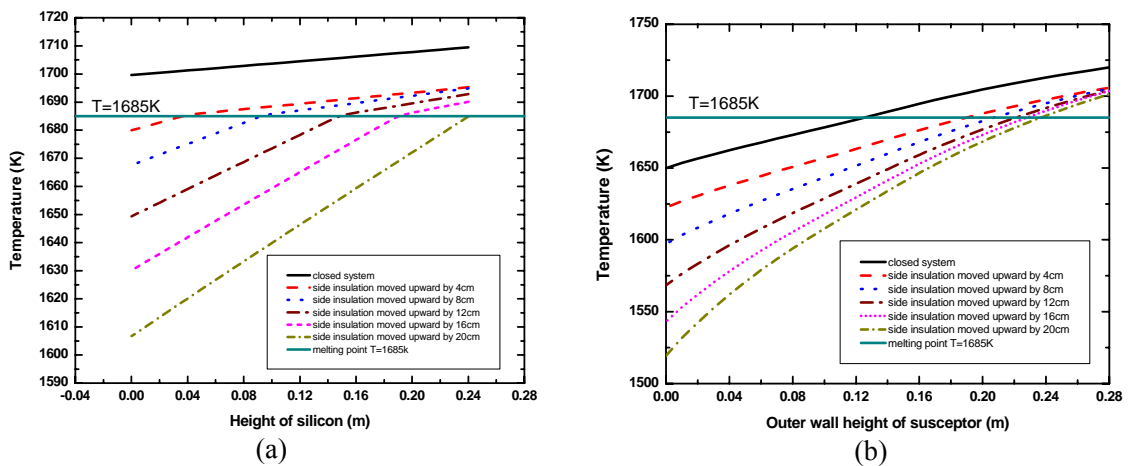 1720
1710
1700
1690
1680
1670
1660
1650
1640
1630
1620
1610
1600
1590
Temperature (K)
T=1685K
closed system
side insulation moved upward by 4cm
side insulation moved upward by 8cm
side insulation moved upward by 12cm
side insulation moved upward by 16cm
side insulation moved upward by 20cm
melting point T=1685k
-0.04 0.00 0.04 0.08 0.12 0.16 0.20 0.24 0.28
Height of silicon (m)
(a)
1750
1700
1650
1600
1550
1500
Temperature (K)
T=1685K
closed system
side insulation moved upward by 4cm
side insulation moved upward by 8cm
side insulation moved upward by 12cm
side insulation moved upward by 16cm
side insulation moved upward by 20cm
melting point T=1685K
0.00 0.04 0.08 0.12 0.16 0.20 0.24 0.28
Outer wall height of susceptor (m)
(b)